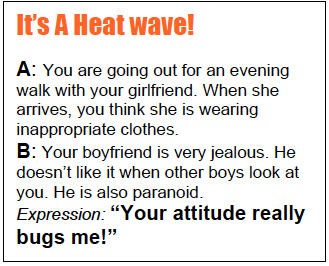 It's A Heat wave!
A: You are going out for an evening
walk with your girlfriend. When she
arrives, you think she is wearing
inappropriate clothes.
B: Your boyfriend is very jealous. He
doesn't like it when other boys look at
you. He is also paranoid.
Expression: “Your attitude really
bugs me!”